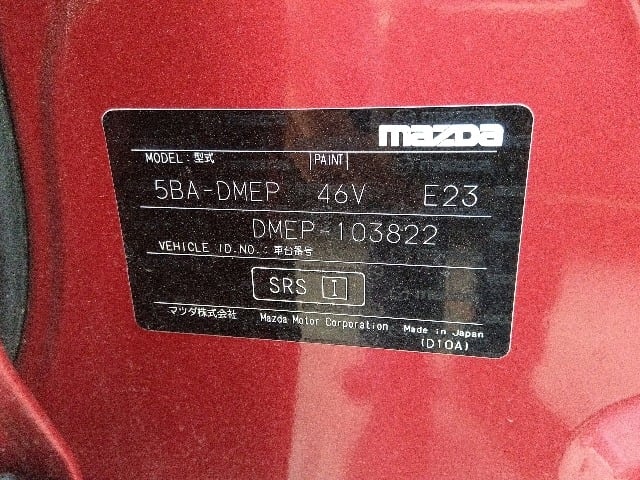 mazda
MODEL：型式 PAINT
5BA-DMEP 46V E23
DMEP-103822
VEHICLE ID.NO.：車台番号
SRS I
マツダ株式会社 Mazda Motor Corporation Made in Japan
(D10A)